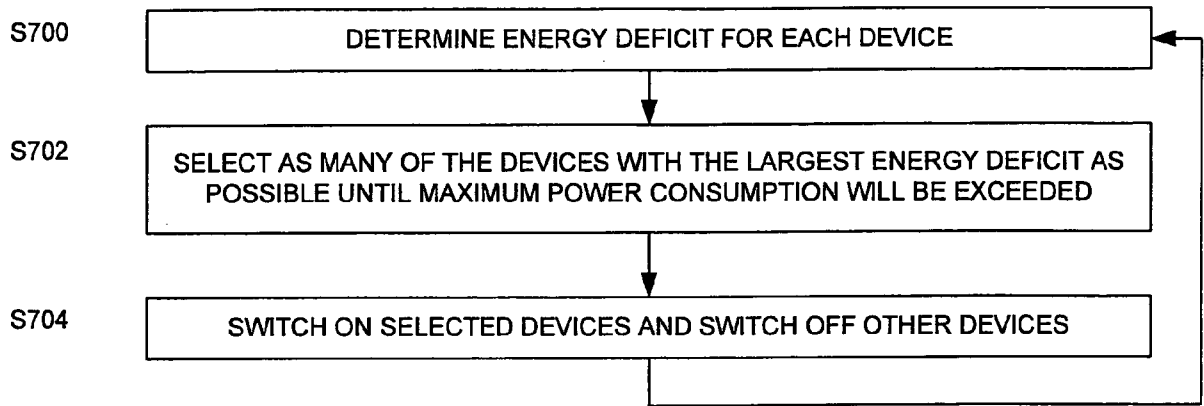 S700
DETERMINE ENERGY DEFICIT FOR EACH DEVICE
S702
SELECT AS MANY OF THE DEVICES WITH THE LARGEST ENERGY DEFICIT AS
POSSIBLE UNTIL MAXIMUM POWER CONSUMPTION WILL BE EXCEEDED
S704
SWITCH ON SELECTED DEVICES AND SWITCH OFF OTHER DEVICES